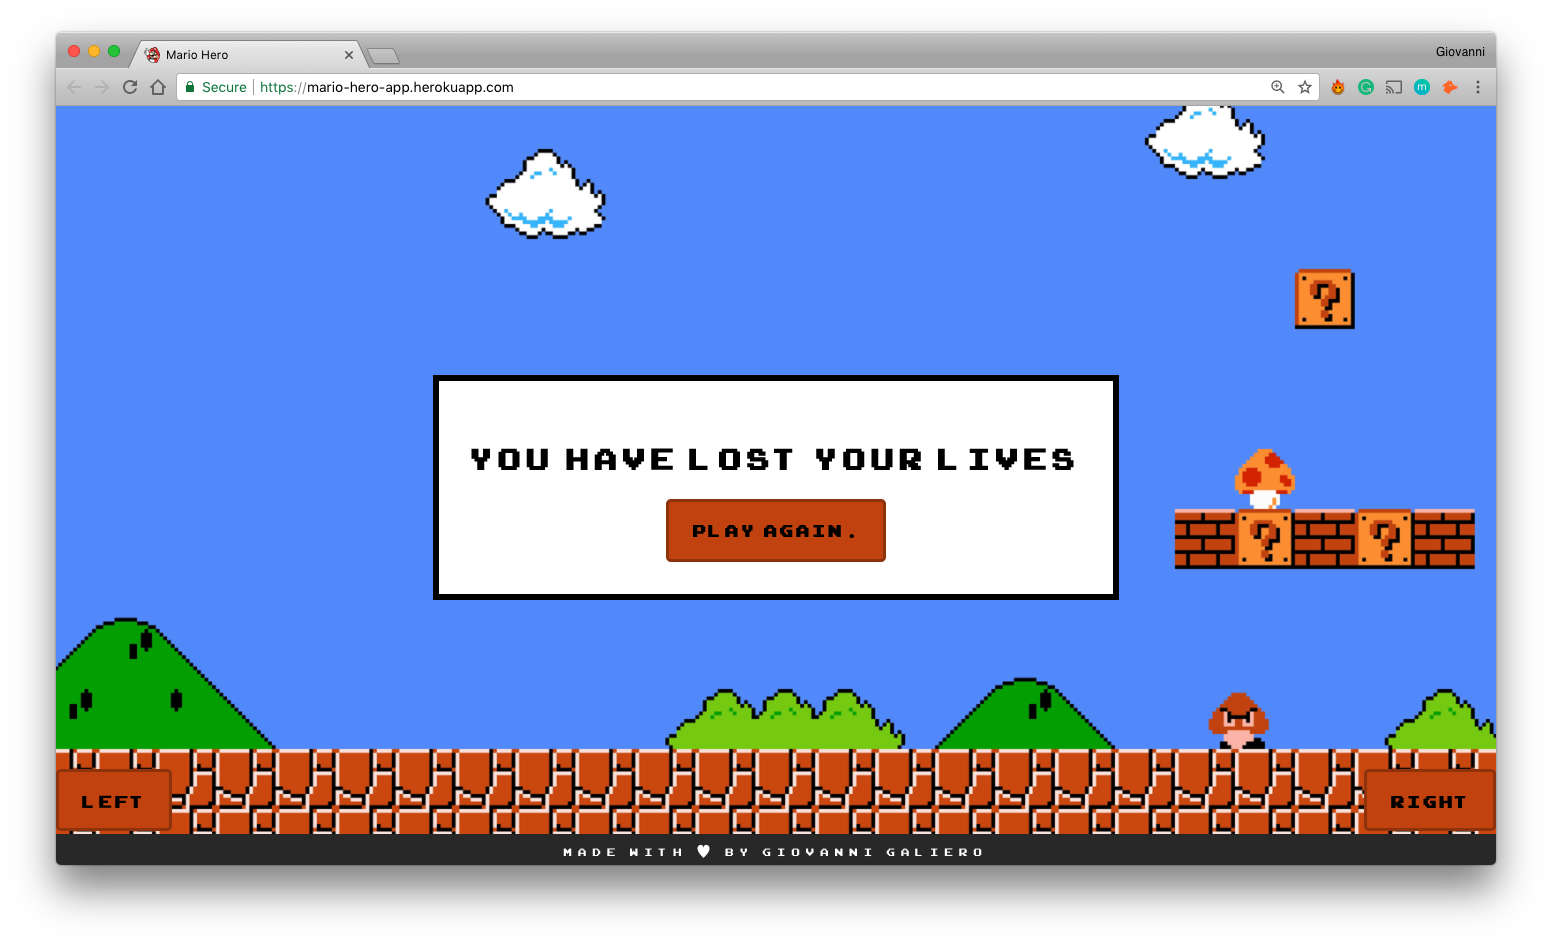 Mario Hero
Giovanni
Secure https://mario-hero-app.herokuapp.com
G
m
?
YOU HAVE LOST YOUR LIVES
PLAY AGAIN.
? ?
LEFT
RIGHT
MADE WITH ♥ BY GIOVANNI GALIERO